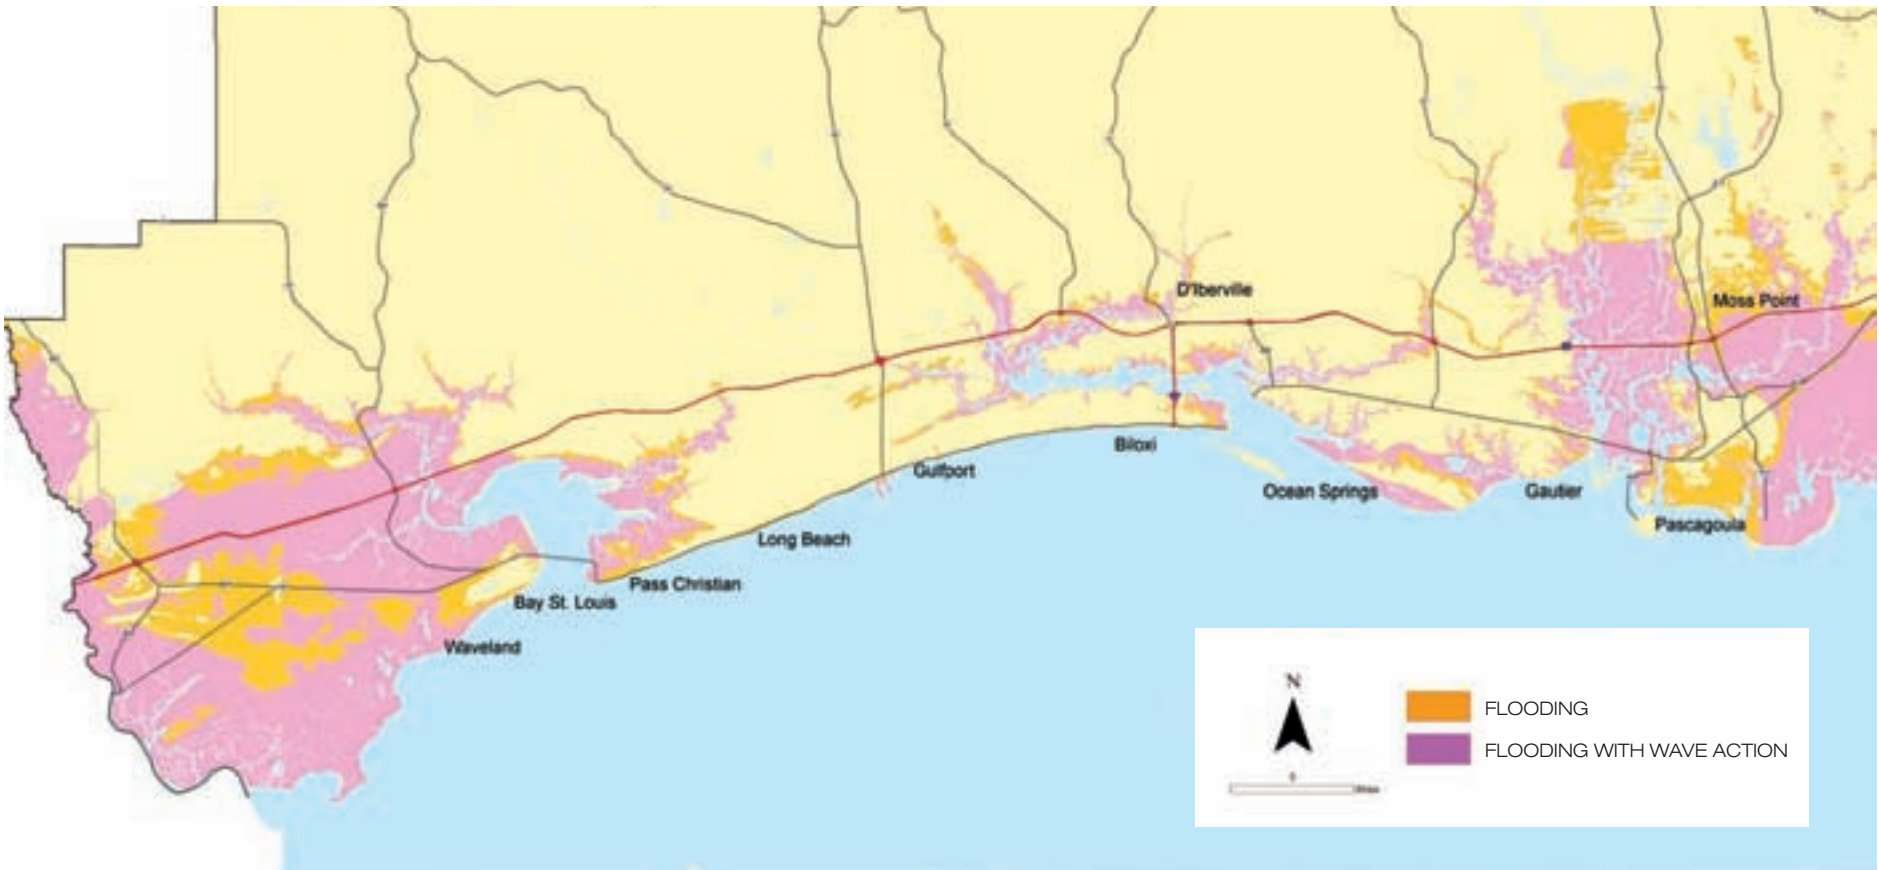 D'Iberville
Moss Point
Biloxi
Gulfport
Ocean Springs
Gautier
Pascagoula
Long Beach
Pass Christian
Bay St. Louis
Waveland
N
FLOODING
FLOODING WITH WAVE ACTION